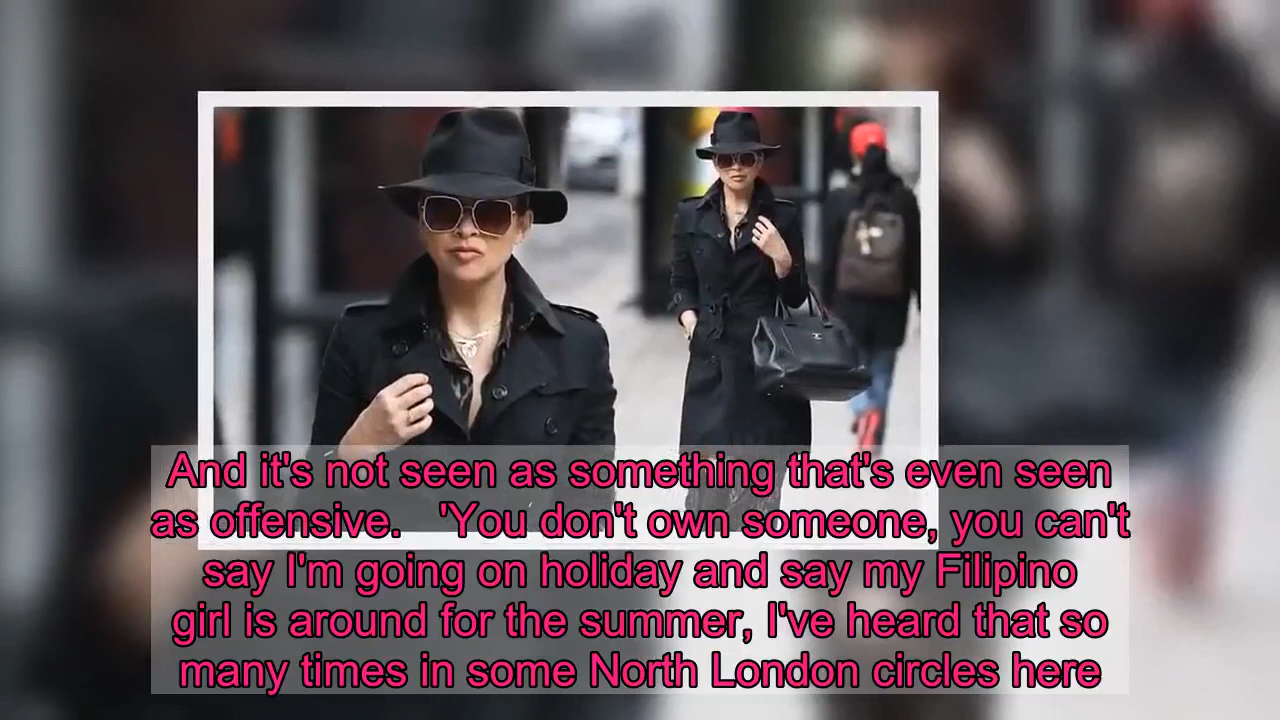 And it's not seen as something that's even seen
as offensive.   'You don't own someone, you can't
say I'm going on holiday and say my Filipino
girl is around for the summer, I've heard that so
many times in some North London circles here